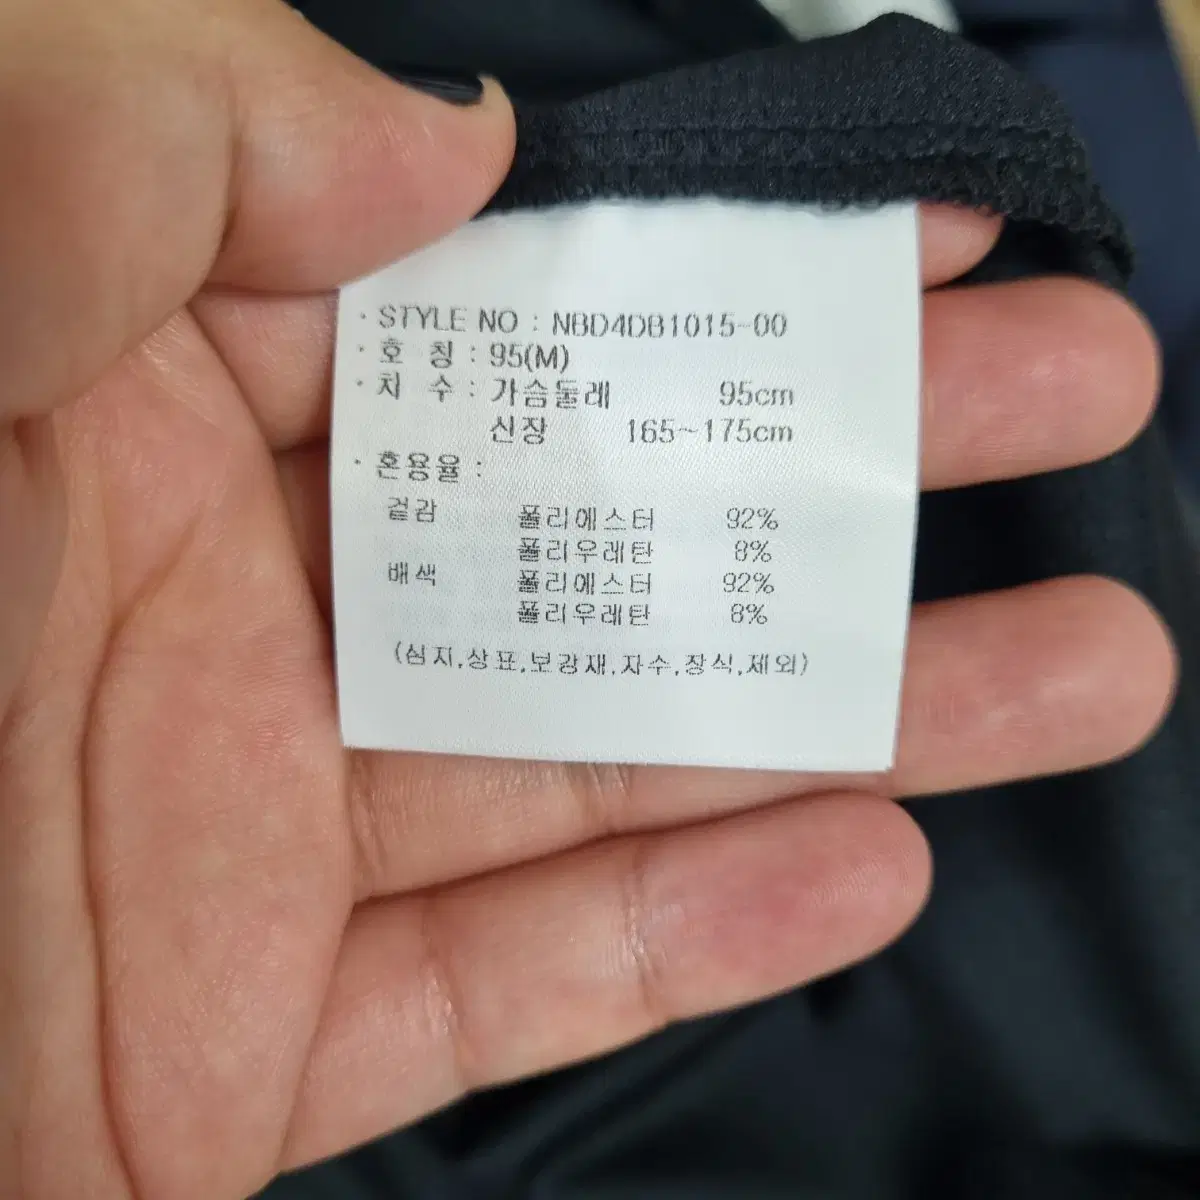 · STYLE NO : NBD4DB1015-00
· 호 칭 : 95(M)
· 치 수 : 가슴둘레 95cm
신장 165~175cm
· 혼용율 :
겉감 폴리에스터 92%
폴리우레탄 8%
배색 폴리에스터 92%
폴리우레탄 8%
(심지,상표,보강재,자수,장식,제외)